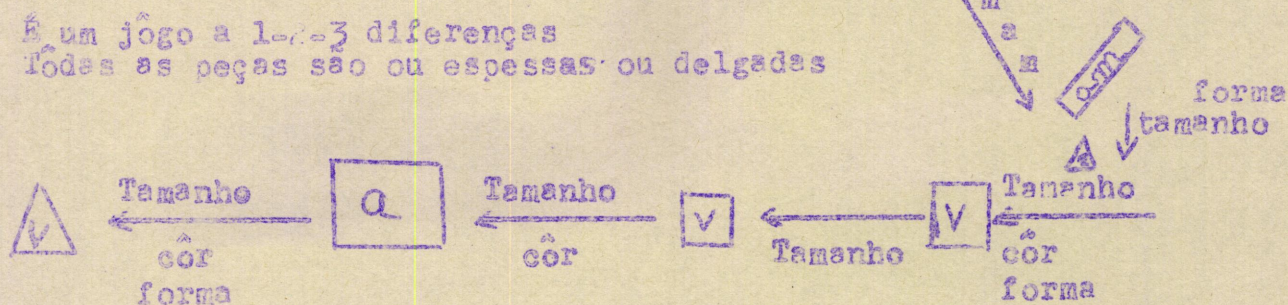 É um jôgo a 1-2-3 diferenças
Tôdas as peças são ou espessas ou delgadas
m
a
m
a-m
forma
tamanho
Tamanho
côr
forma
a
Tamanho
côr
v
Tamanho
V
Tamanho
côr
forma